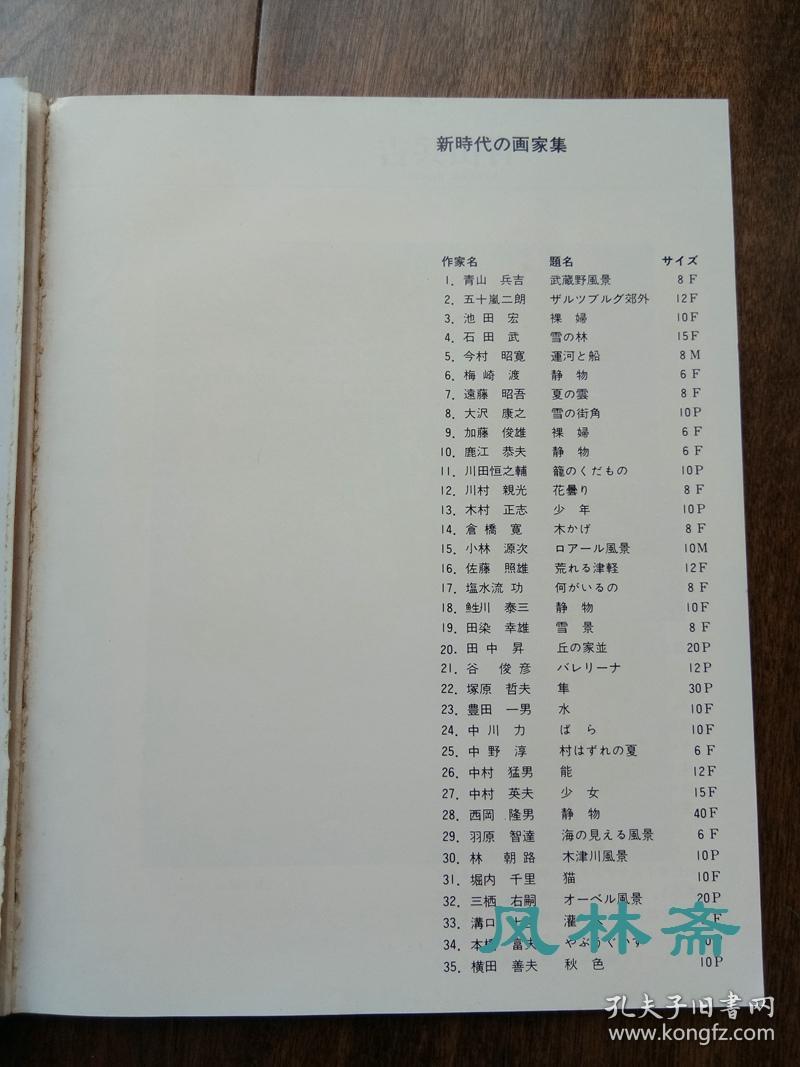 新時代の画家集
作家名 題名 サイズ
1. 青山 兵吉 武蔵野風景 8F
2. 五十嵐二朗 ザルツブルグ郊外 12F
3. 池田 宏 裸婦 10F
4. 石田 武 雪の林 15F
5. 今村 昭寛 運河と船 8M
6. 梅崎 渡 静物 6F
7. 遠藤 昭吾 夏の雲 8F
8. 大沢 康之 雪の街角 10P
9. 加藤 俊雄 裸婦 6F
10. 鹿江 恭夫 静物 6F
11. 川田恒之輔 籠のくだもの 10P
12. 川村 親光 花曇り 8F
13. 木村 正志 少年 10P
14. 倉橋 寛 木かげ 8F
15. 小林 源次 ロアール風景 10M
16. 佐藤 照雄 荒れる津軽 12F
17. 塩水流 功 何がいるの 8F
18. 鮏川 泰三 静物 10F
19. 田染 幸雄 雪景 8F
20. 田中 昇 丘の家並 20P
21. 谷 俊彦 バレリーナ 12P
22. 塚原 哲夫 隼 30P
23. 豊田 一男 水 10F
24. 中川 力 ばら 10F
25. 中野 淳 村はずれの夏 6F
26. 中村 猛男 能 12F
27. 中村 英夫 少女 15F
28. 西岡 隆男 静物 40F
29. 羽原 智達 海の見える風景 6F
30. 林 朝路 木津川風景 10P
31. 堀内 千里 猫 10F
32. 三栖 右嗣 オーベル風景 20P
33. 溝口 F
34. 本 富夫
35. 横田 善夫 秋色 10P
风林斋
孔夫子旧書网
www.kongfz.com